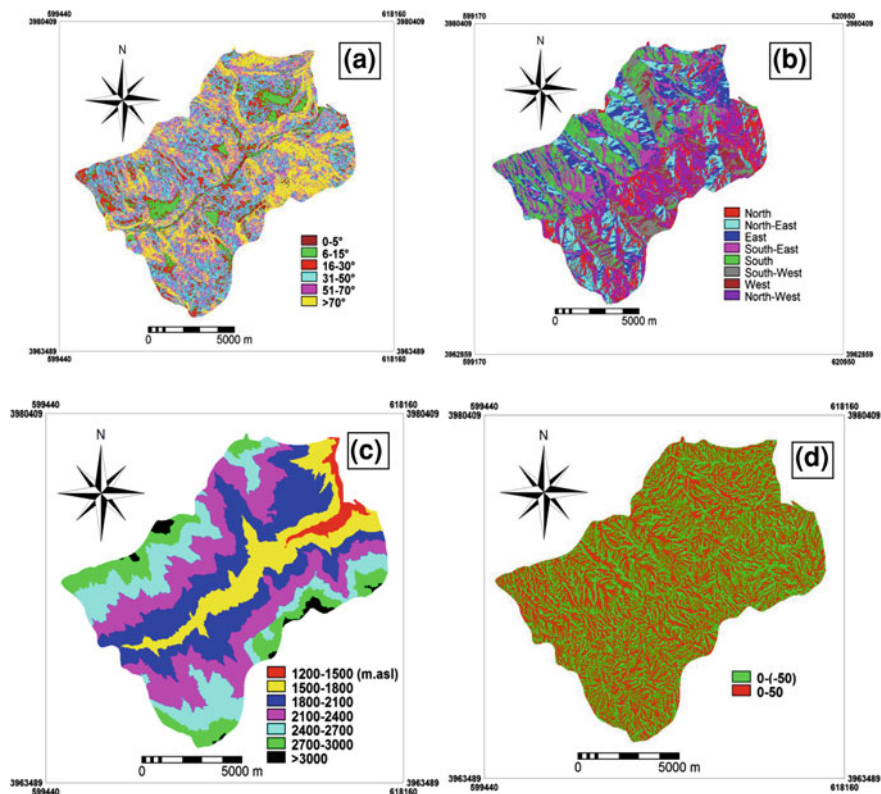 599440
618160
3980409
N
(a)
0-5°
6-15°
16-30°
31-50°
51-70°
>70°
0 5000 m
3963489
3963489
599440
618160
599170
620950
3980409
3980409
N
(b)
North
North-East
East
South-East
South
South-West
West
North-West
0 5000 m
3962859
3962859
599170
620950
599440
618160
3980409
3980409
N
(c)
1200-1500 (m.asl)
1500-1800
1800-2100
2100-2400
2400-2700
2700-3000
>3000
0 5000 m
3963489
3963489
599440
618160
599440
618160
3980409
3980409
N
(d)
0-(-50)
0-50
0 5000 m
3963489
3963489
599440
618160